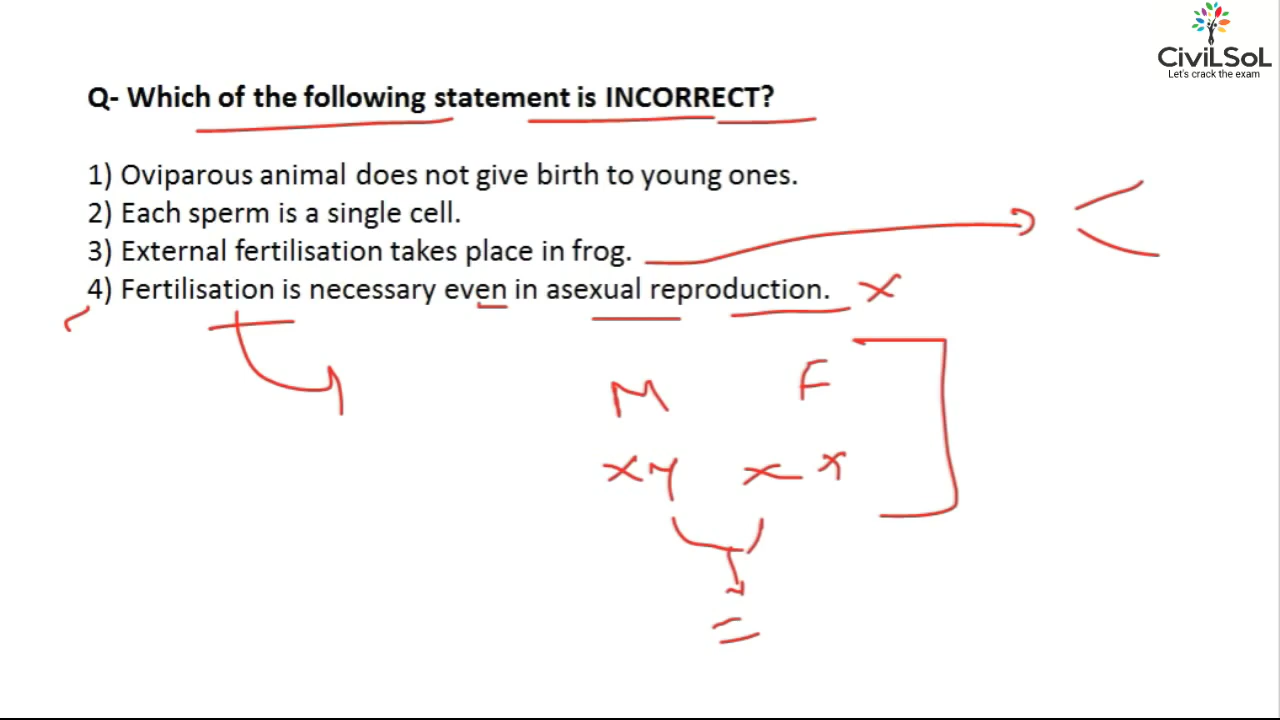 CiviLSoL
Let's crack the exam
Q- Which of the following statement is INCORRECT?
1) Oviparous animal does not give birth to young ones.
2) Each sperm is a single cell.
3) External fertilisation takes place in frog.
4) Fertilisation is necessary even in asexual reproduction. X
M F
XY X X